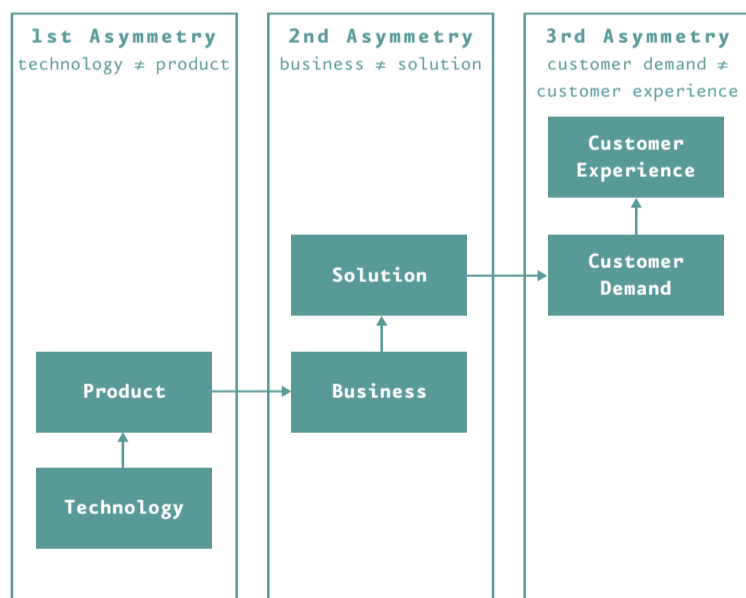 1st Asymmetry
technology ≠ product
2nd Asymmetry
business ≠ solution
3rd Asymmetry
customer demand ≠
customer experience
Customer
Experience
Solution
Customer
Demand
Product
Business
Technology